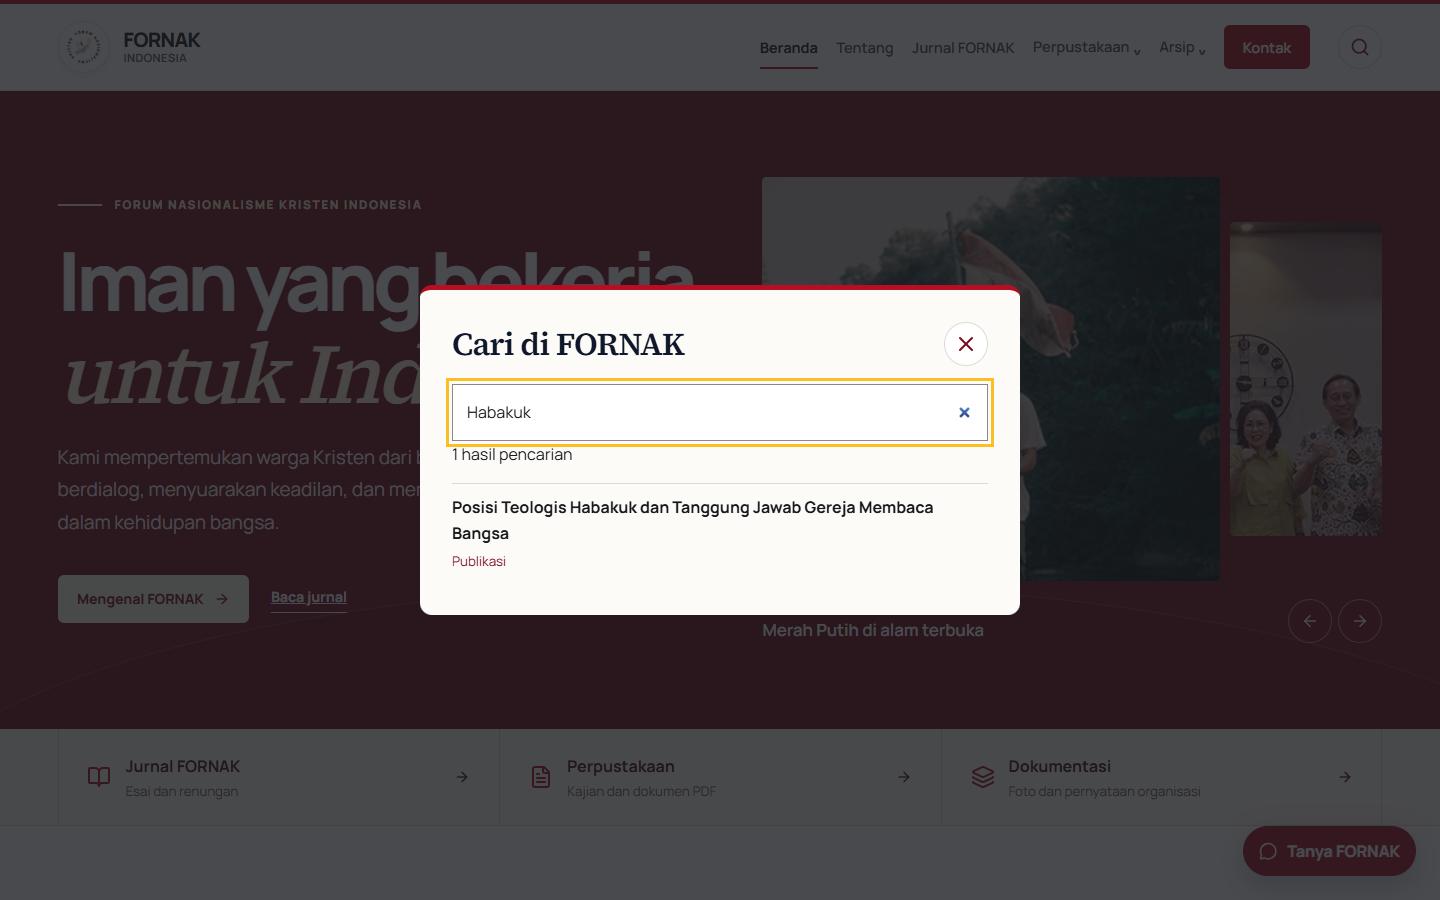 FORNAK
INDONESIA
Beranda
Tentang
Jurnal FORNAK
Perpustakaan
Arsip
Kontak
FORUM NASIONALISME KRISTEN INDONESIA
Iman yang bekerja
untuk Ind
Kami mempertemukan warga Kristen dari b
berdialog, menyuarakan keadilan, dan mer
dalam kehidupan bangsa.
Mengenal FORNAK
Baca jurnal
Cari di FORNAK
Habakuk
1 hasil pencarian
Posisi Teologis Habakuk dan Tanggung Jawab Gereja Membaca
Bangsa
Publikasi
Merah Putih di alam terbuka
Jurnal FORNAK
Esai dan renungan
Perpustakaan
Kajian dan dokumen PDF
Dokumentasi
Foto dan pernyataan organisasi
Tanya FORNAK